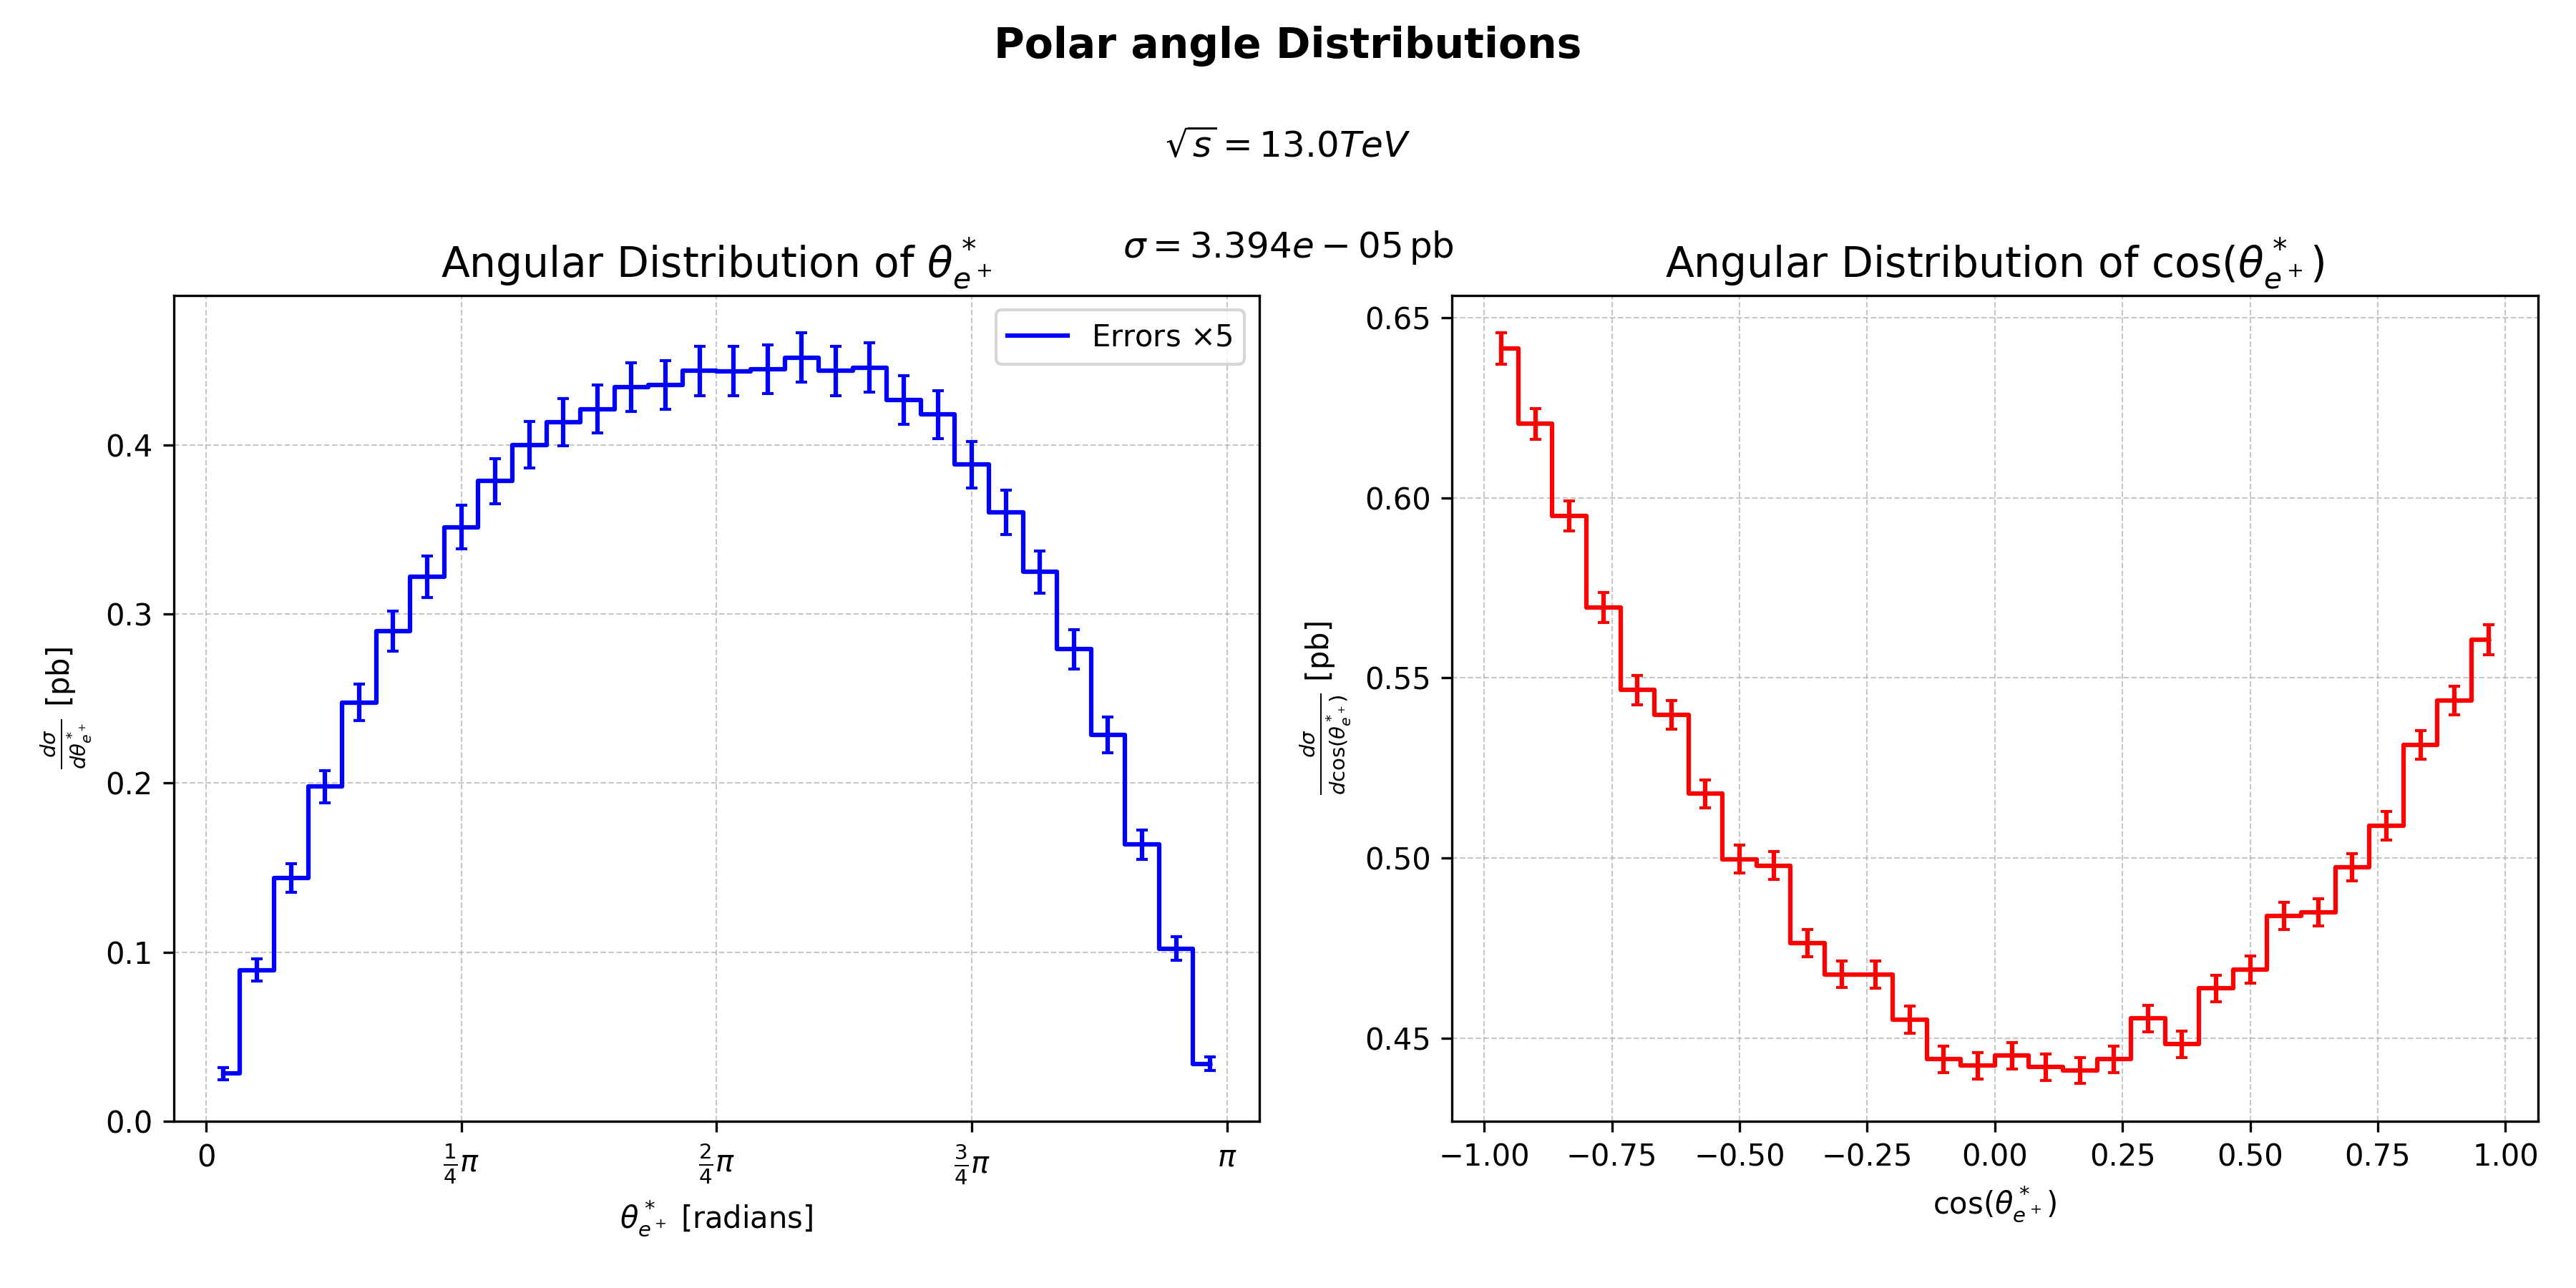 Polar angle Distributions
√s = 13.0TeV
σ = 3.394e − 05 pb
Angular Distribution of θ*ₑ₊
Errors ×5
dσ/dθ*ₑ₊ [pb]
0.4
0.3
0.2
0.1
0.0
0 1/4π 2/4π 3/4π π
θ*ₑ₊ [radians]
Angular Distribution of cos(θ*ₑ₊)
dσ/dcos(θ*ₑ₊) [pb]
0.65
0.60
0.55
0.50
0.45
−1.00 −0.75 −0.50 −0.25 0.00 0.25 0.50 0.75 1.00
cos(θ*ₑ₊)